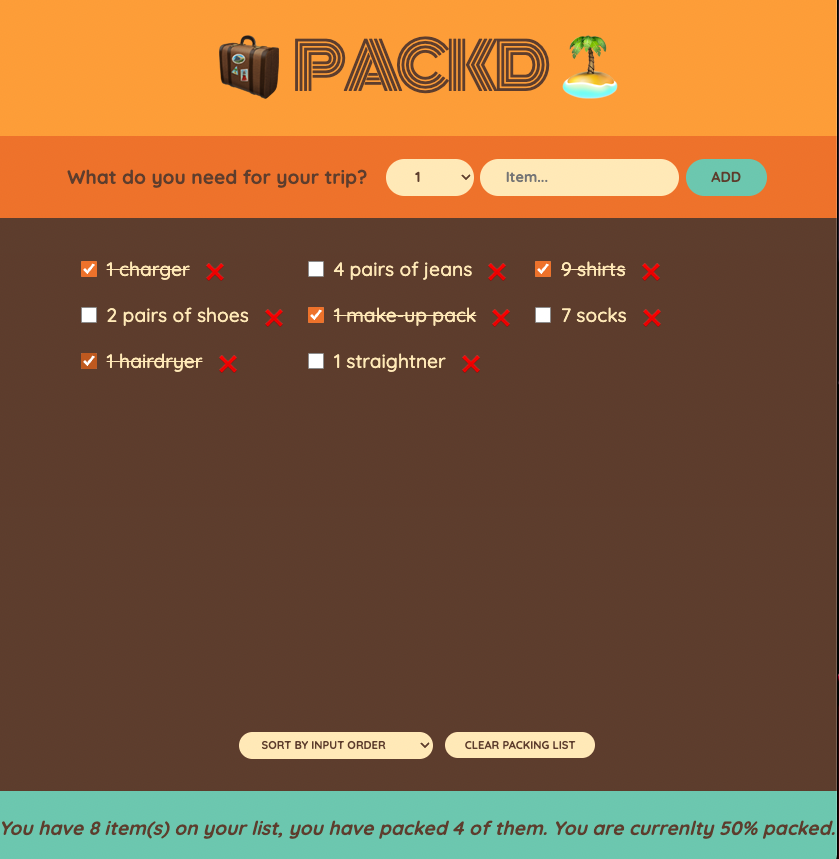 PACKD
What do you need for your trip? 1 Item... ADD
1 charger 4 pairs of jeans 9 shirts
2 pairs of shoes 1 make-up pack 7 socks
1 hairdryer 1 straightner
SORT BY INPUT ORDER CLEAR PACKING LIST
You have 8 item(s) on your list, you have packed 4 of them. You are currenlty 50% packed.